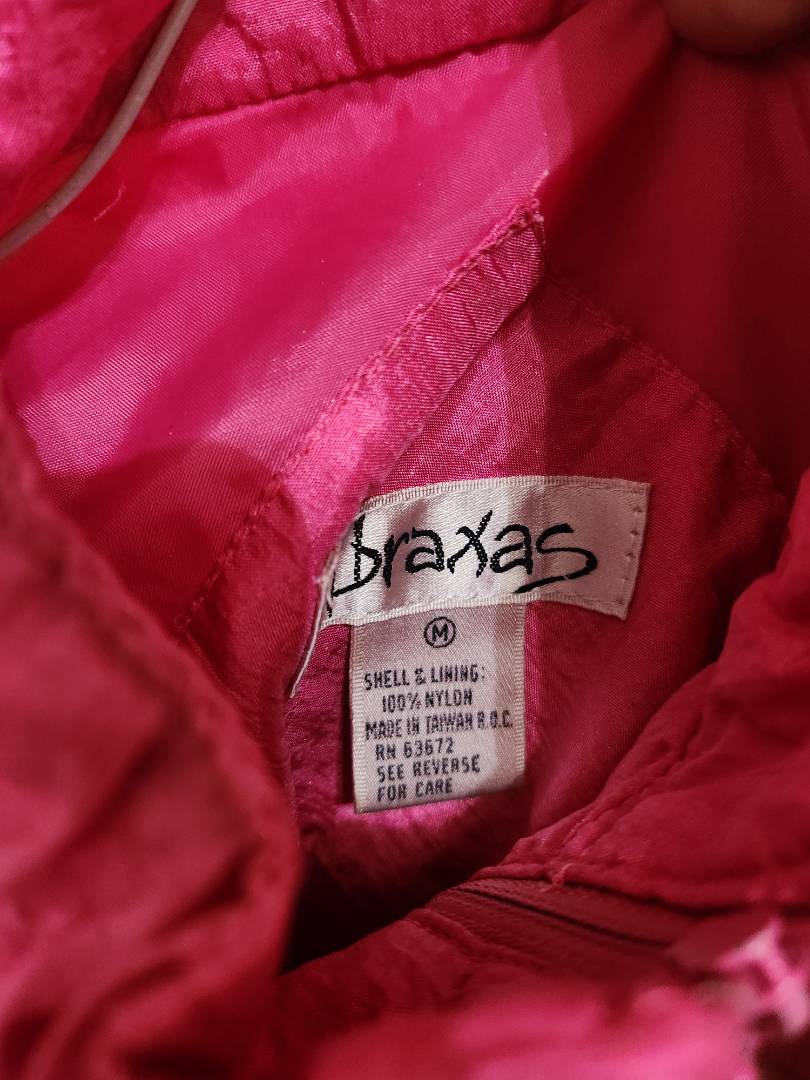 braxas
M
SHELL & LINING:
100% NYLON
MADE IN TAIWAN R.O.C.
RN 63672
SEE REVERSE
FOR CARE